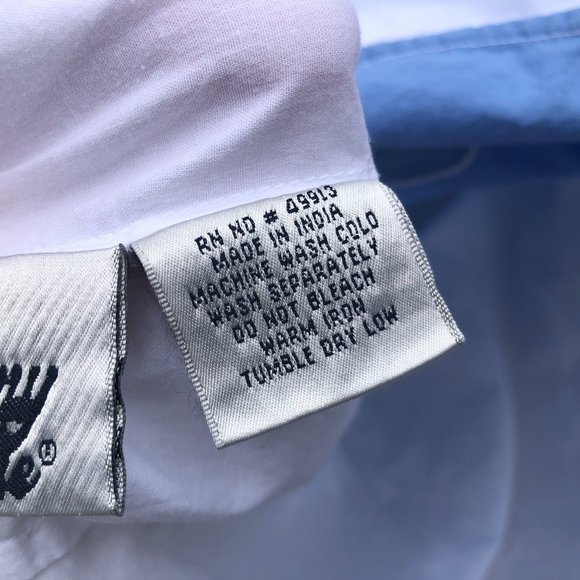 RN NO # 49913
MADE IN INDIA
MACHINE WASH COLD
WASH SEPARATELY
DO NOT BLEACH
WARM IRON
TUMBLE DRY LOW
®